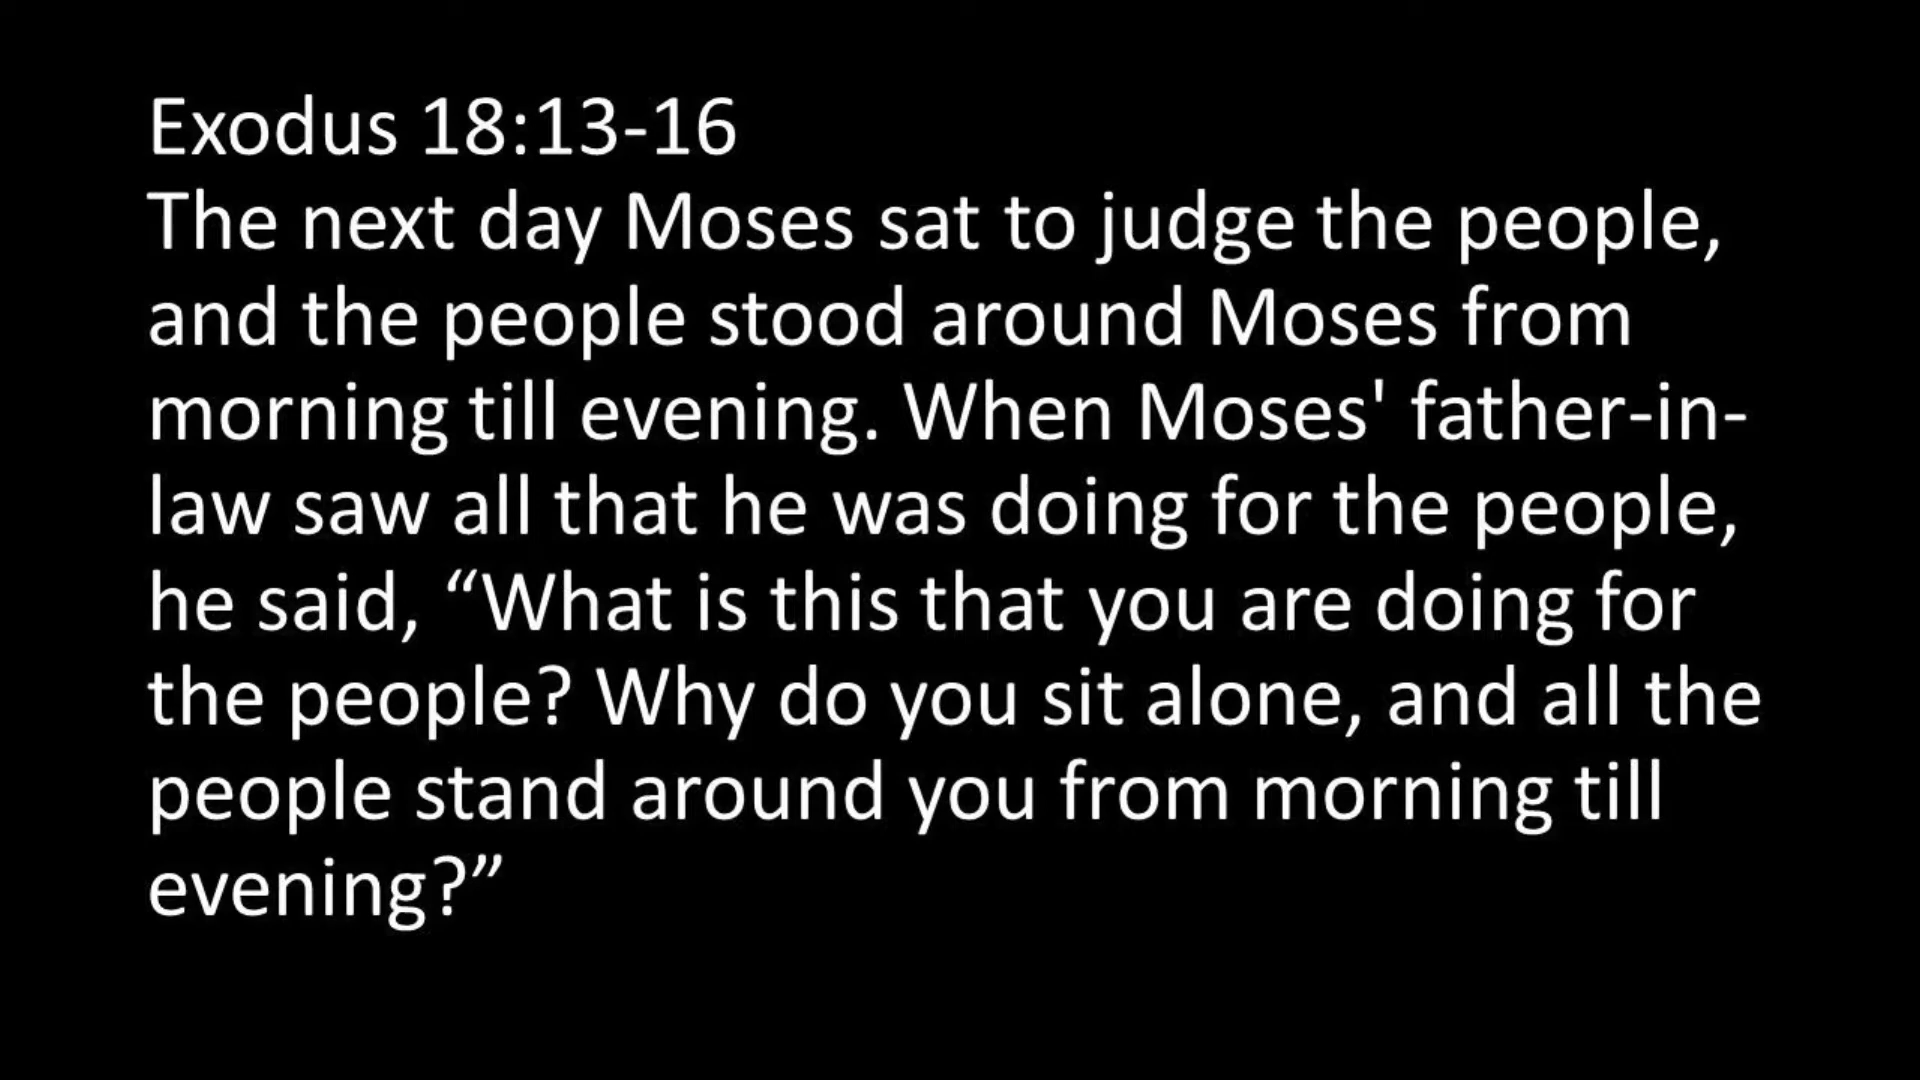 Exodus 18:13-16
The next day Moses sat to judge the people,
and the people stood around Moses from
morning till evening. When Moses' father-in-
law saw all that he was doing for the people,
he said, “What is this that you are doing for
the people? Why do you sit alone, and all the
people stand around you from morning till
evening?”